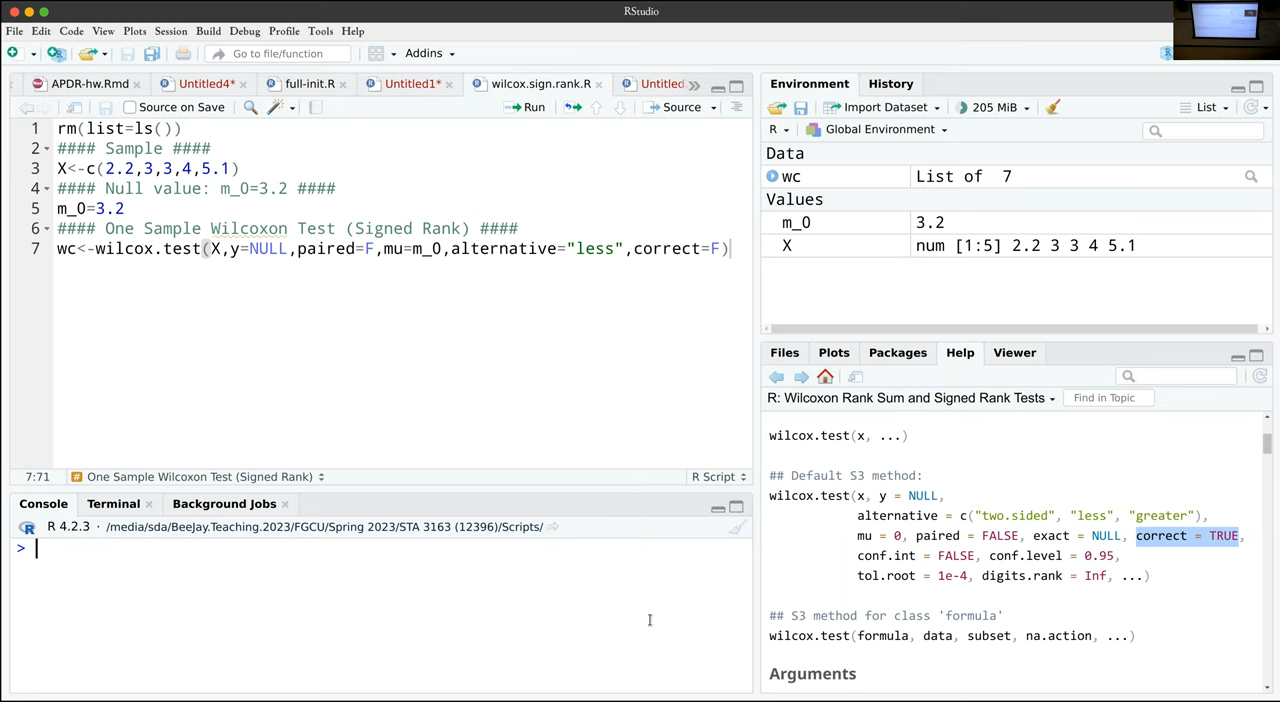 RStudio
File Edit Code View Plots Session Build Debug Profile Tools Help
Go to file/function Addins
APDR-hw.Rmd Untitled4* full-init.R Untitled1* wilcox.sign.rank.R Untitled
Source on Save Run Source
1 rm(list=ls())
2 #### Sample ####
3 X<-c(2.2,3,3,4,5.1)
4 #### Null value: m_0=3.2 ####
5 m_0=3.2
6 #### One Sample Wilcoxon Test (Signed Rank) ####
7 wc<-wilcox.test(X,y=NULL,paired=F,mu=m_0,alternative="less",correct=F)
7:71 # One Sample Wilcoxon Test (Signed Rank) R Script
Console Terminal Background Jobs
R 4.2.3 · /media/sda/BeeJay.Teaching.2023/FGCU/Spring 2023/STA 3163 (12396)/Scripts/
>
Environment History
Import Dataset 205 MiB List
R Global Environment
Data
wc List of 7
Values
m_0 3.2
X num [1:5] 2.2 3 3 4 5.1
Files Plots Packages Help Viewer
R: Wilcoxon Rank Sum and Signed Rank Tests Find in Topic
wilcox.test(x, ...)
## Default S3 method:
wilcox.test(x, y = NULL,
alternative = c("two.sided", "less", "greater"),
mu = 0, paired = FALSE, exact = NULL, correct = TRUE,
conf.int = FALSE, conf.level = 0.95,
tol.root = 1e-4, digits.rank = Inf, ...)
## S3 method for class 'formula'
wilcox.test(formula, data, subset, na.action, ...)
Arguments